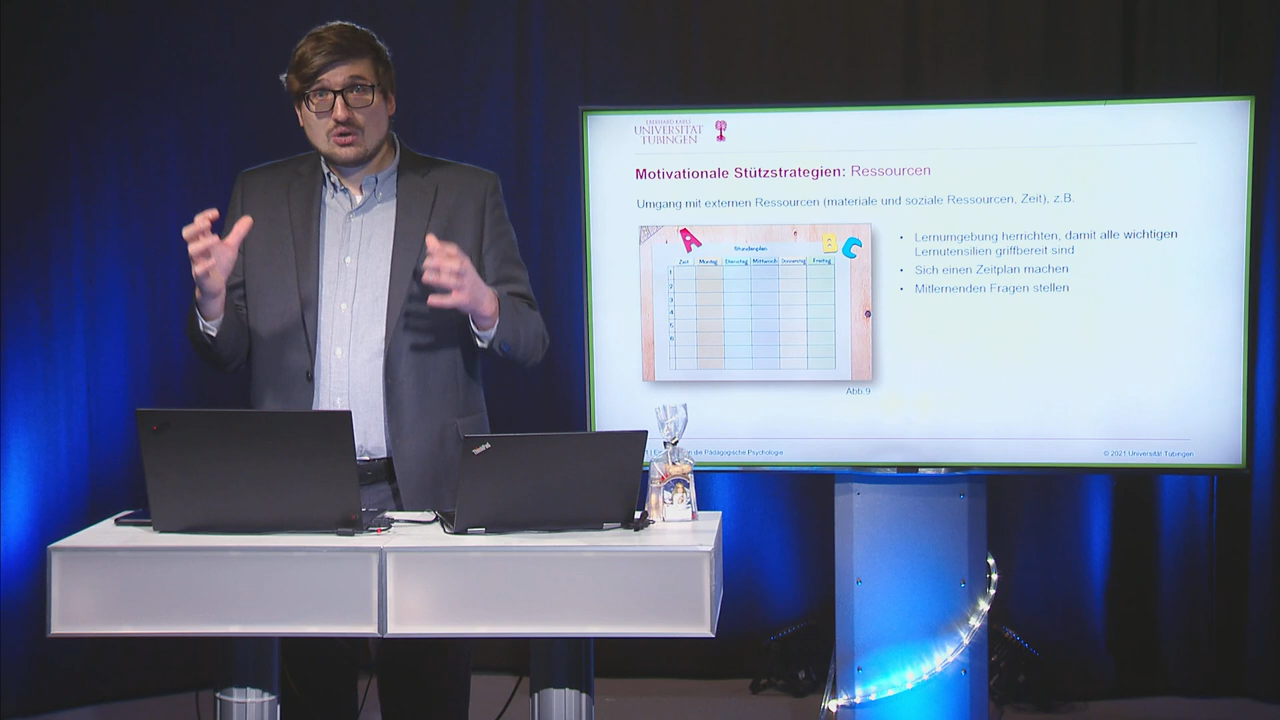 EBERHARD KARLS
UNIVERSITÄT
TÜBINGEN
Motivationale Stützstrategien: Ressourcen
Umgang mit externen Ressourcen (materiale und soziale Ressourcen, Zeit), z.B.
A B C
Stundenplan
Zeit Montag Dienstag Mittwoch Donnerstag Freitag
1
2
3
4
5
6
• Lernumgebung herrichten, damit alle wichtigen
Lernutensilien griffbereit sind
• Sich einen Zeitplan machen
• Mitlernenden Fragen stellen
Abb.9
die Pädagogische Psychologie
© 2021 Universität Tübingen
ThinkPad